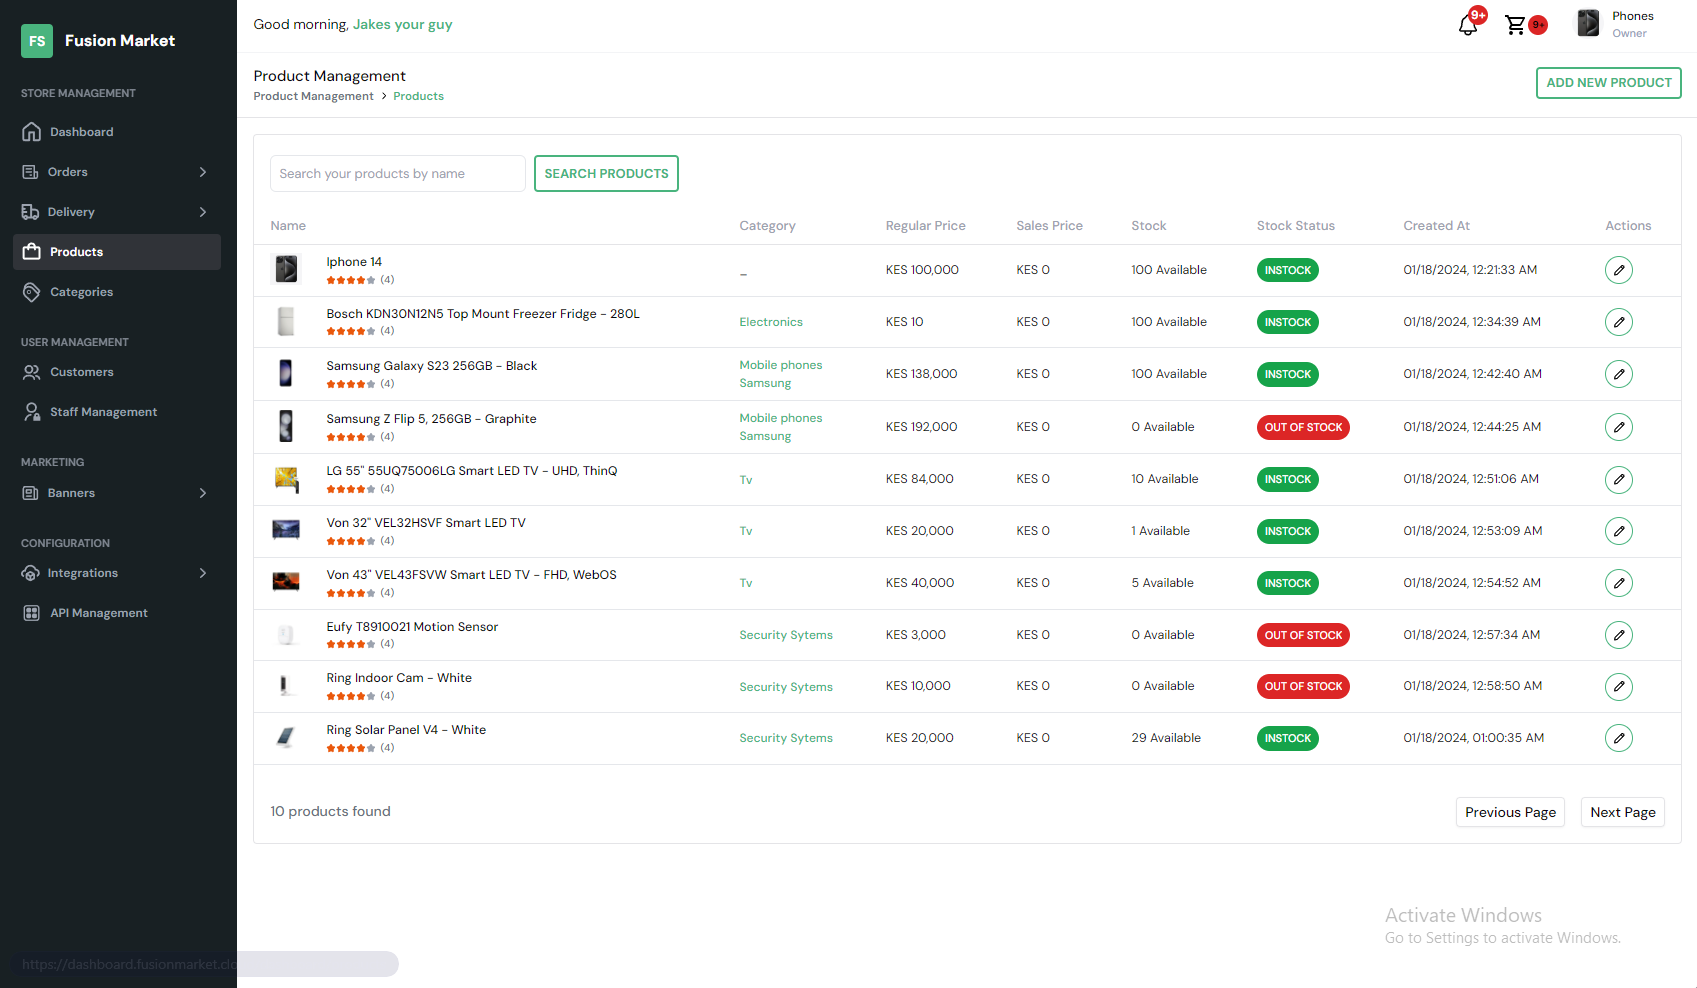 FS Fusion Market
STORE MANAGEMENT
Dashboard
Orders
Delivery
Products
Categories
USER MANAGEMENT
Customers
Staff Management
MARKETING
Banners
CONFIGURATION
Integrations
API Management
https://dashboard.fusionmarket.clo
Good morning, Jakes your guy
9+
9+
Phones
Owner
Product Management
Product Management > Products
ADD NEW PRODUCT
Search your products by name
SEARCH PRODUCTS
Name Category Regular Price Sales Price Stock Stock Status Created At Actions
Iphone 14
(4)
_ KES 100,000 KES 0 100 Available INSTOCK 01/18/2024, 12:21:33 AM
Bosch KDN30N12N5 Top Mount Freezer Fridge - 280L
(4)
Electronics KES 10 KES 0 100 Available INSTOCK 01/18/2024, 12:34:39 AM
Samsung Galaxy S23 256GB - Black
(4)
Mobile phones
Samsung
KES 138,000 KES 0 100 Available INSTOCK 01/18/2024, 12:42:40 AM
Samsung Z Flip 5, 256GB - Graphite
(4)
Mobile phones
Samsung
KES 192,000 KES 0 0 Available OUT OF STOCK 01/18/2024, 12:44:25 AM
LG 55" 55UQ75006LG Smart LED TV - UHD, ThinQ
(4)
Tv KES 84,000 KES 0 10 Available INSTOCK 01/18/2024, 12:51:06 AM
Von 32" VEL32HSVF Smart LED TV
(4)
Tv KES 20,000 KES 0 1 Available INSTOCK 01/18/2024, 12:53:09 AM
Von 43" VEL43FSVW Smart LED TV - FHD, WebOS
(4)
Tv KES 40,000 KES 0 5 Available INSTOCK 01/18/2024, 12:54:52 AM
Eufy T8910021 Motion Sensor
(4)
Security Sytems KES 3,000 KES 0 0 Available OUT OF STOCK 01/18/2024, 12:57:34 AM
Ring Indoor Cam - White
(4)
Security Sytems KES 10,000 KES 0 0 Available OUT OF STOCK 01/18/2024, 12:58:50 AM
Ring Solar Panel V4 - White
(4)
Security Sytems KES 20,000 KES 0 29 Available INSTOCK 01/18/2024, 01:00:35 AM
10 products found
Previous Page
Next Page
Activate Windows
Go to Settings to activate Windows.